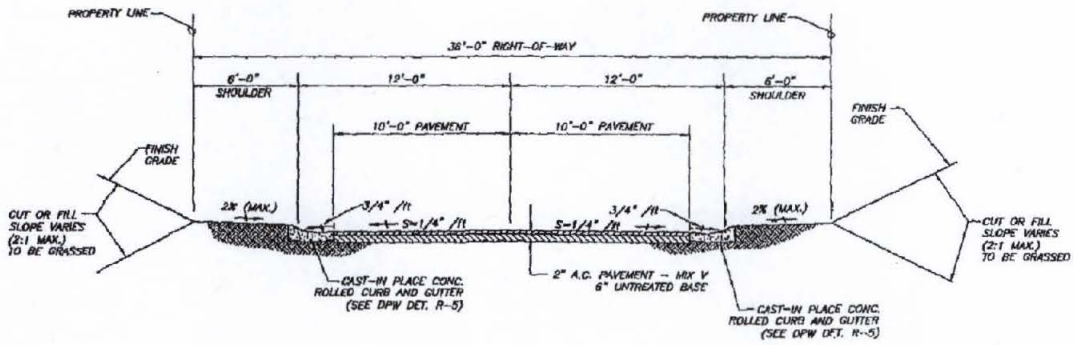 PROPERTY LINE
PROPERTY LINE
36'-0" RIGHT-OF-WAY
6'-0"
SHOULDER
12'-0"
12'-0"
6'-0"
SHOULDER
10'-0" PAVEMENT
10'-0" PAVEMENT
FINISH
GRADE
FINISH
GRADE
2% (MAX.)
3/4" /ft
S=1/4" /ft
S=1/4" /ft
3/4" /ft
2% (MAX.)
CUT OR FILL
SLOPE VARIES
(2:1 MAX.)
TO BE GRASSED
CUT OR FILL
SLOPE VARIES
(2:1 MAX.)
TO BE GRASSED
CAST-IN PLACE CONC.
ROLLED CURB AND GUTTER
(SEE DPW DET. R-5)
2" A.C. PAVEMENT - MIX V
6" UNTREATED BASE
CAST-IN PLACE CONC.
ROLLED CURB AND GUTTER
(SEE DPW DET. R-5)